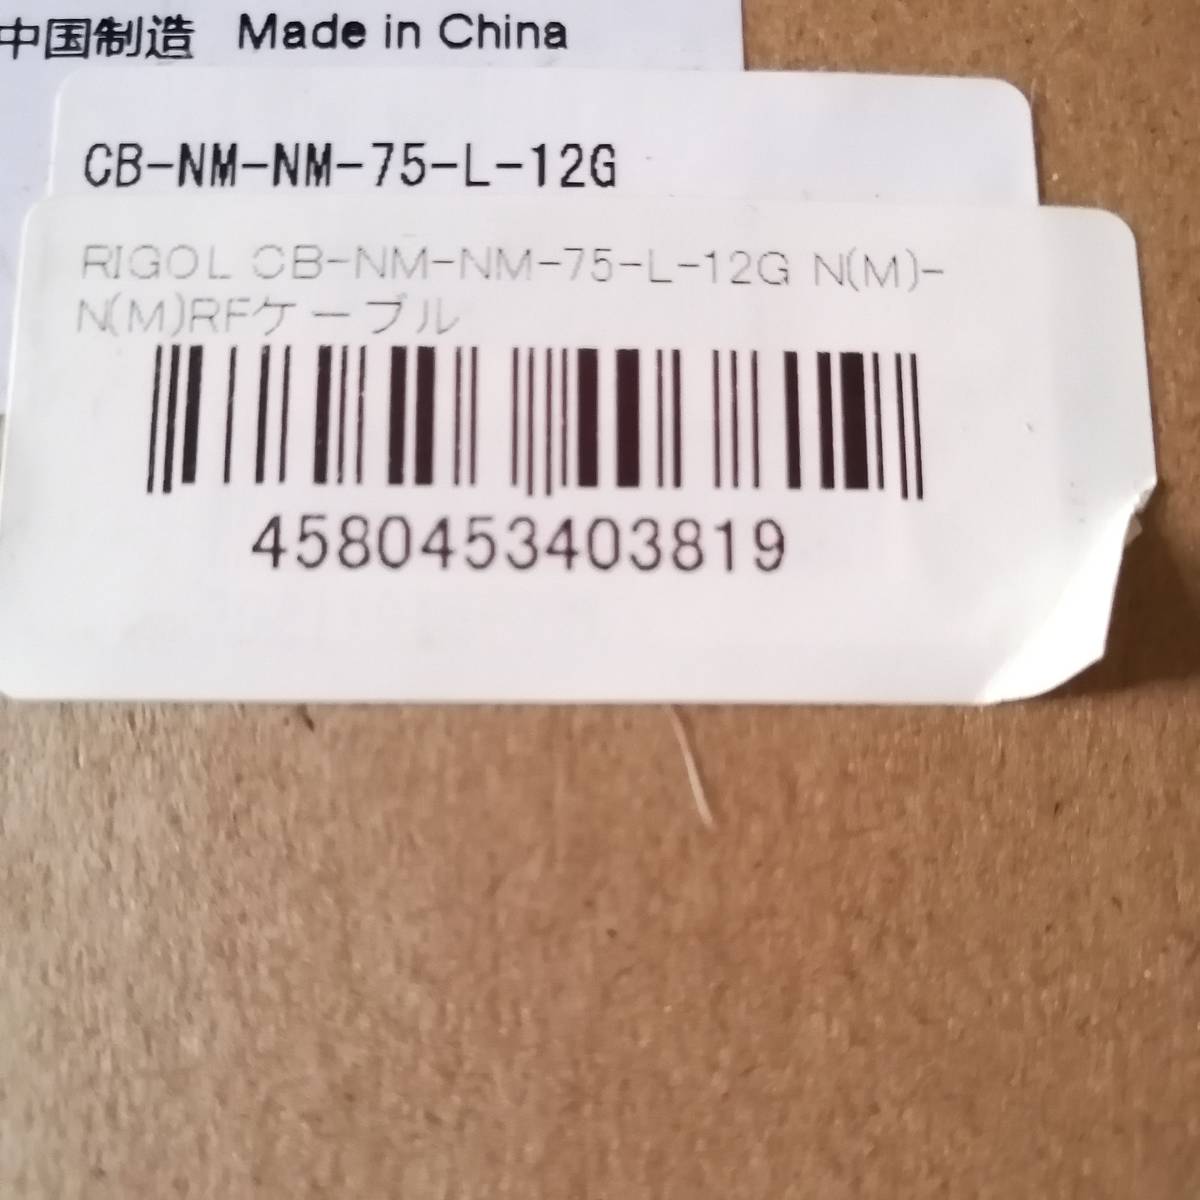 中国制造 Made in China
CB-NM-NM-75-L-12G
RIGOL CB-NM-NM-75-L-12G N(M)-
N(M)RFケーブル
4580453403819